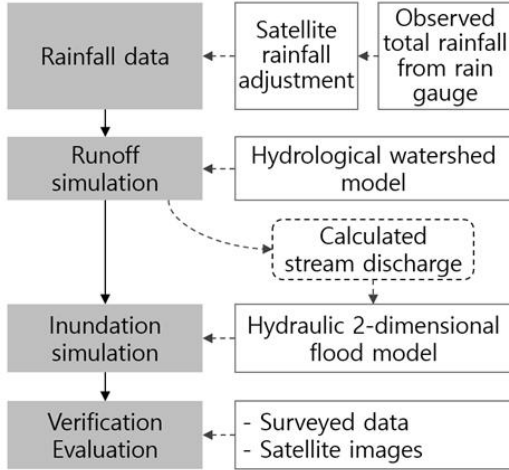 Rainfall data
Satellite
rainfall
adjustment
Observed
total rainfall
from rain
gauge
Runoff
simulation
Hydrological watershed
model
Calculated
stream discharge
Inundation
simulation
Hydraulic 2-dimensional
flood model
Verification
Evaluation
- Surveyed data
- Satellite images